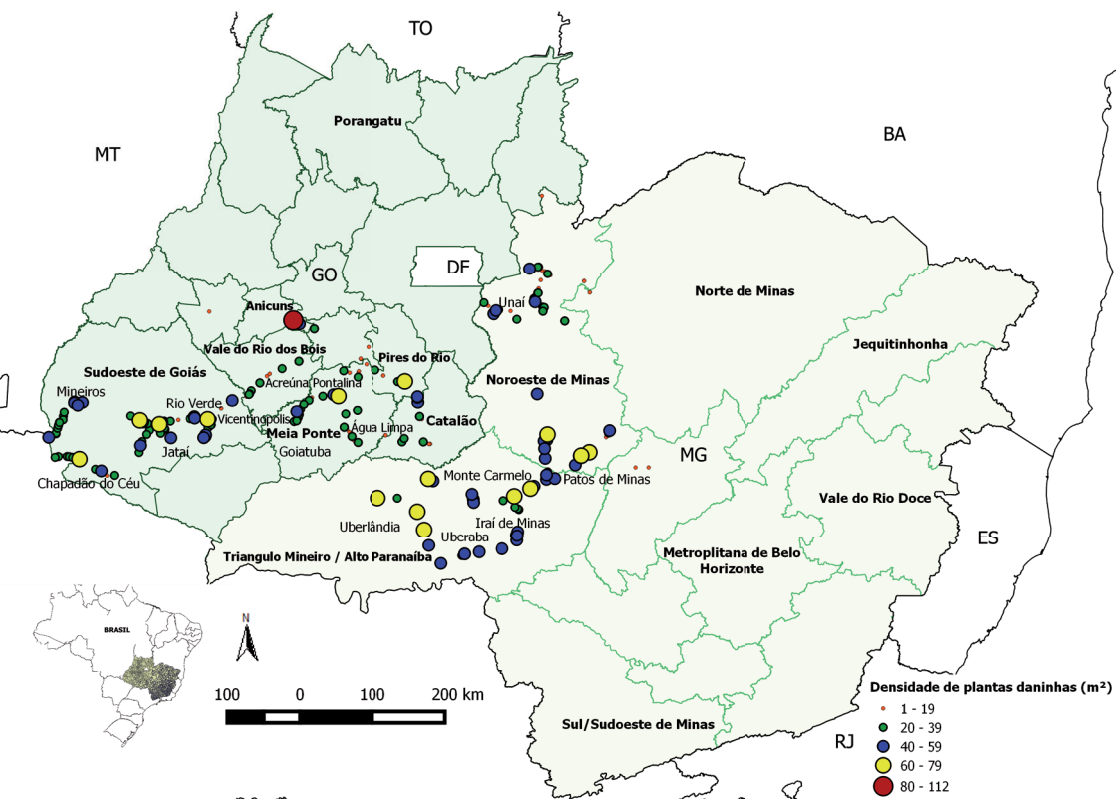 TO
Porangatu
BA
MT
DF
GO
Norte de Minas
Anicuns
Unaí
Jequitinhonha
Vale do Rio dos Bois
Pires do Rio
Sudoeste de Goiás
Noroeste de Minas
Acreúna Pontalina
Mineiros
Rio Verde
Vicentinópolis
Catalão
Água Limpa
Meia Ponte
Jataí
Goiatuba
MG
Chapadão do Céu
Monte Carmelo
Patos de Minas
Vale do Rio Doce
Uberlândia
Iraí de Minas
Uberaba
ES
Triangulo Mineiro / Alto Paranaíba
Metroplitana de Belo
Horizonte
N
BRASIL
100 0 100 200 km
Densidade de plantas daninhas (m²)
1 - 19
20 - 39
40 - 59
60 - 79
80 - 112
Sul/Sudoeste de Minas
RJ